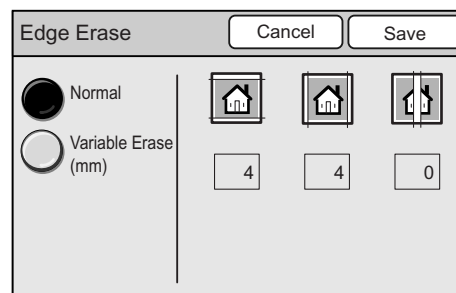 Edge Erase
Cancel
Save
Normal
Variable Erase
(mm)
4
4
0